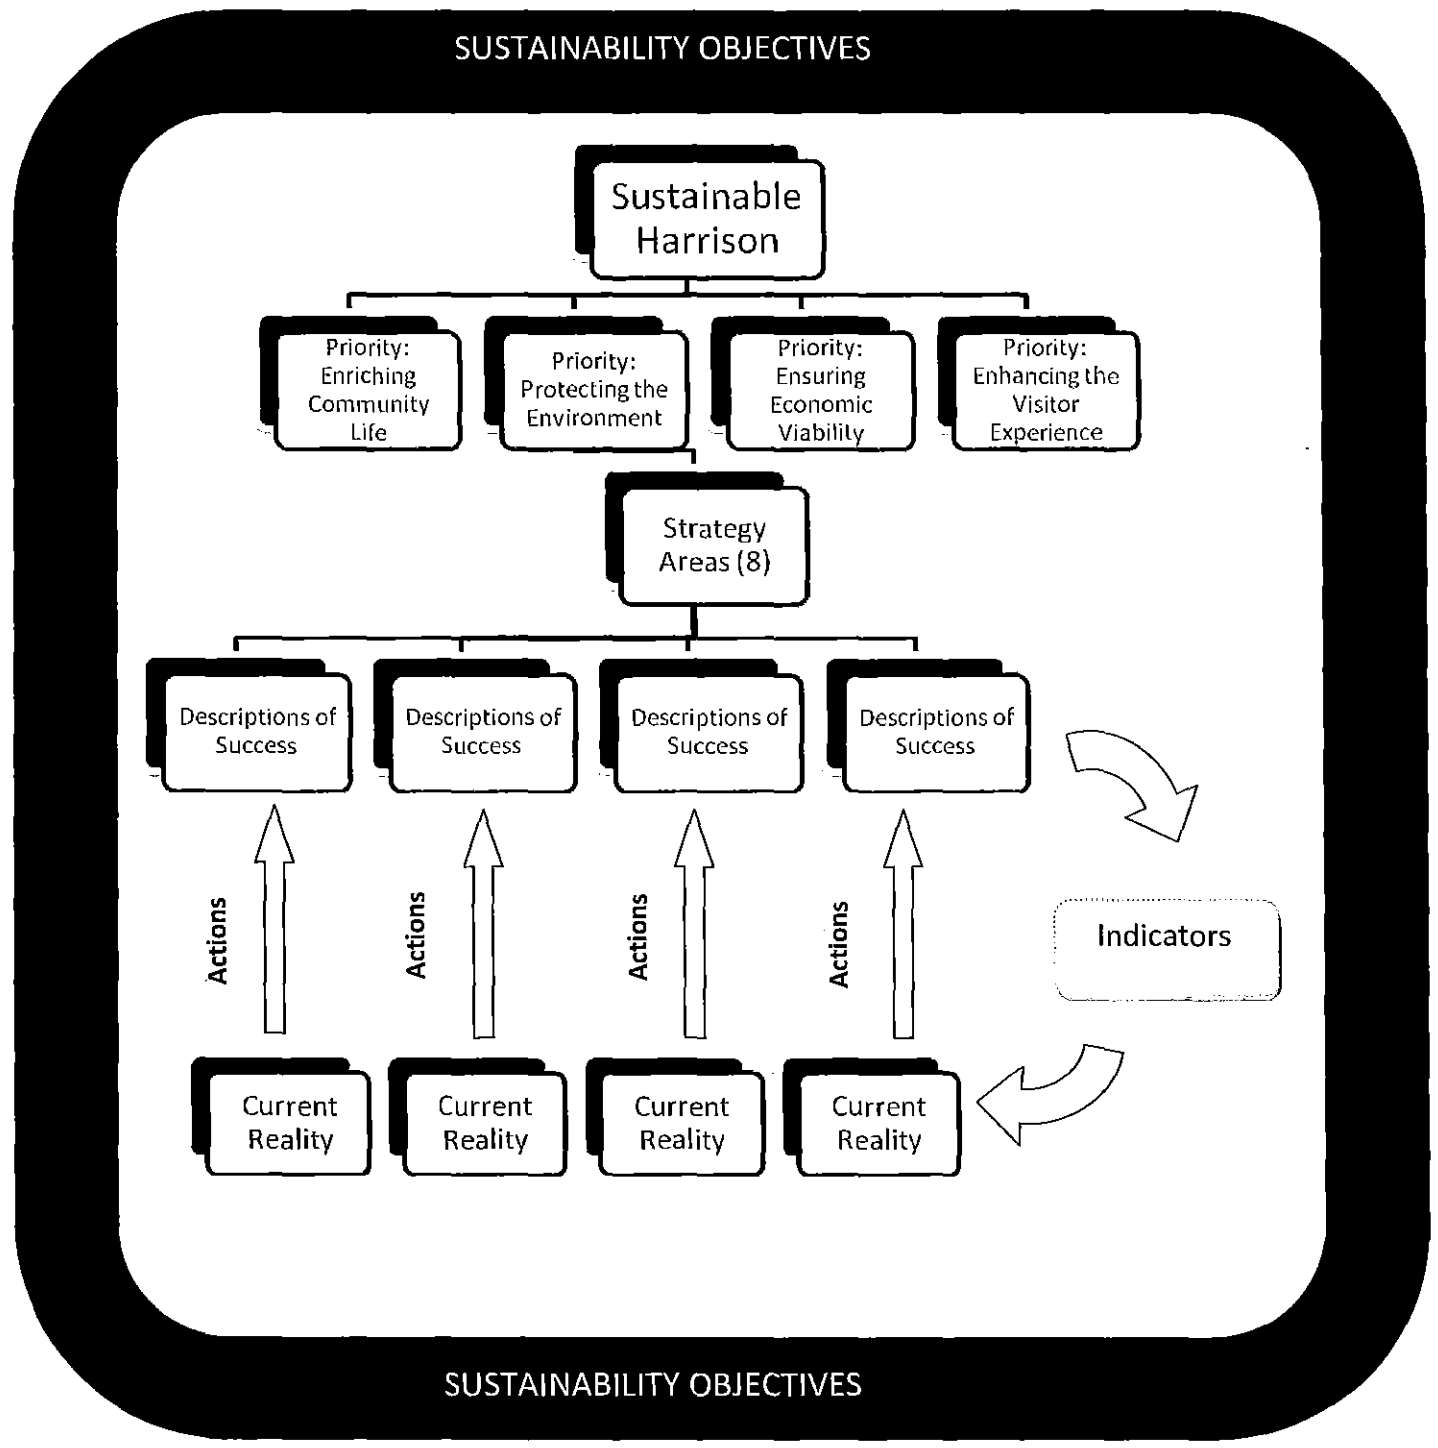 SUSTAINABILITY OBJECTIVES
Sustainable
Harrison
Priority:
Enriching
Community
Life
Priority:
Protecting the
Environment
Priority:
Ensuring
Economic
Viability
Priority:
Enhancing the
Visitor
Experience
Strategy
Areas (8)
Descriptions of
Success
Descriptions of
Success
Descriptions of
Success
Descriptions of
Success
Actions
Actions
Actions
Actions
Indicators
Current
Reality
Current
Reality
Current
Reality
Current
Reality
SUSTAINABILITY OBJECTIVES